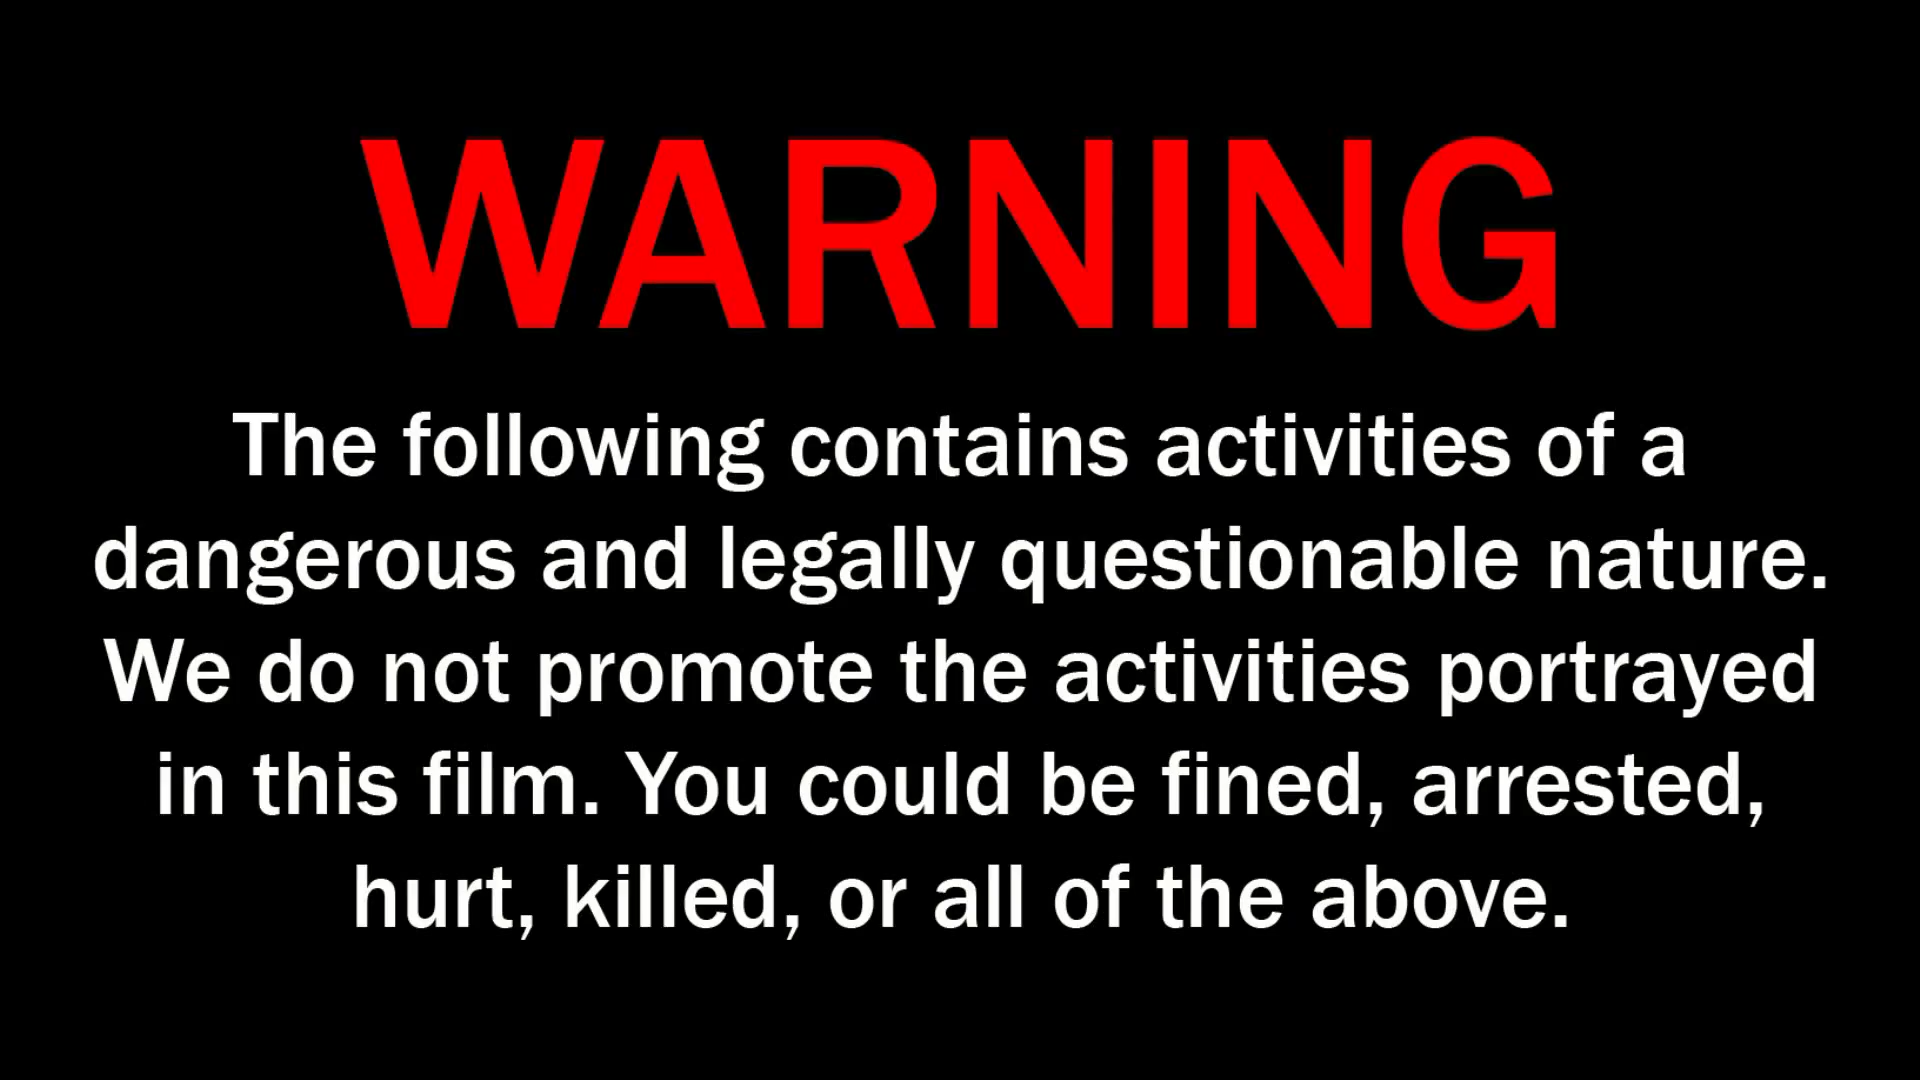 WARNING
The following contains activities of a
dangerous and legally questionable nature.
We do not promote the activities portrayed
in this film. You could be fined, arrested,
hurt, killed, or all of the above.